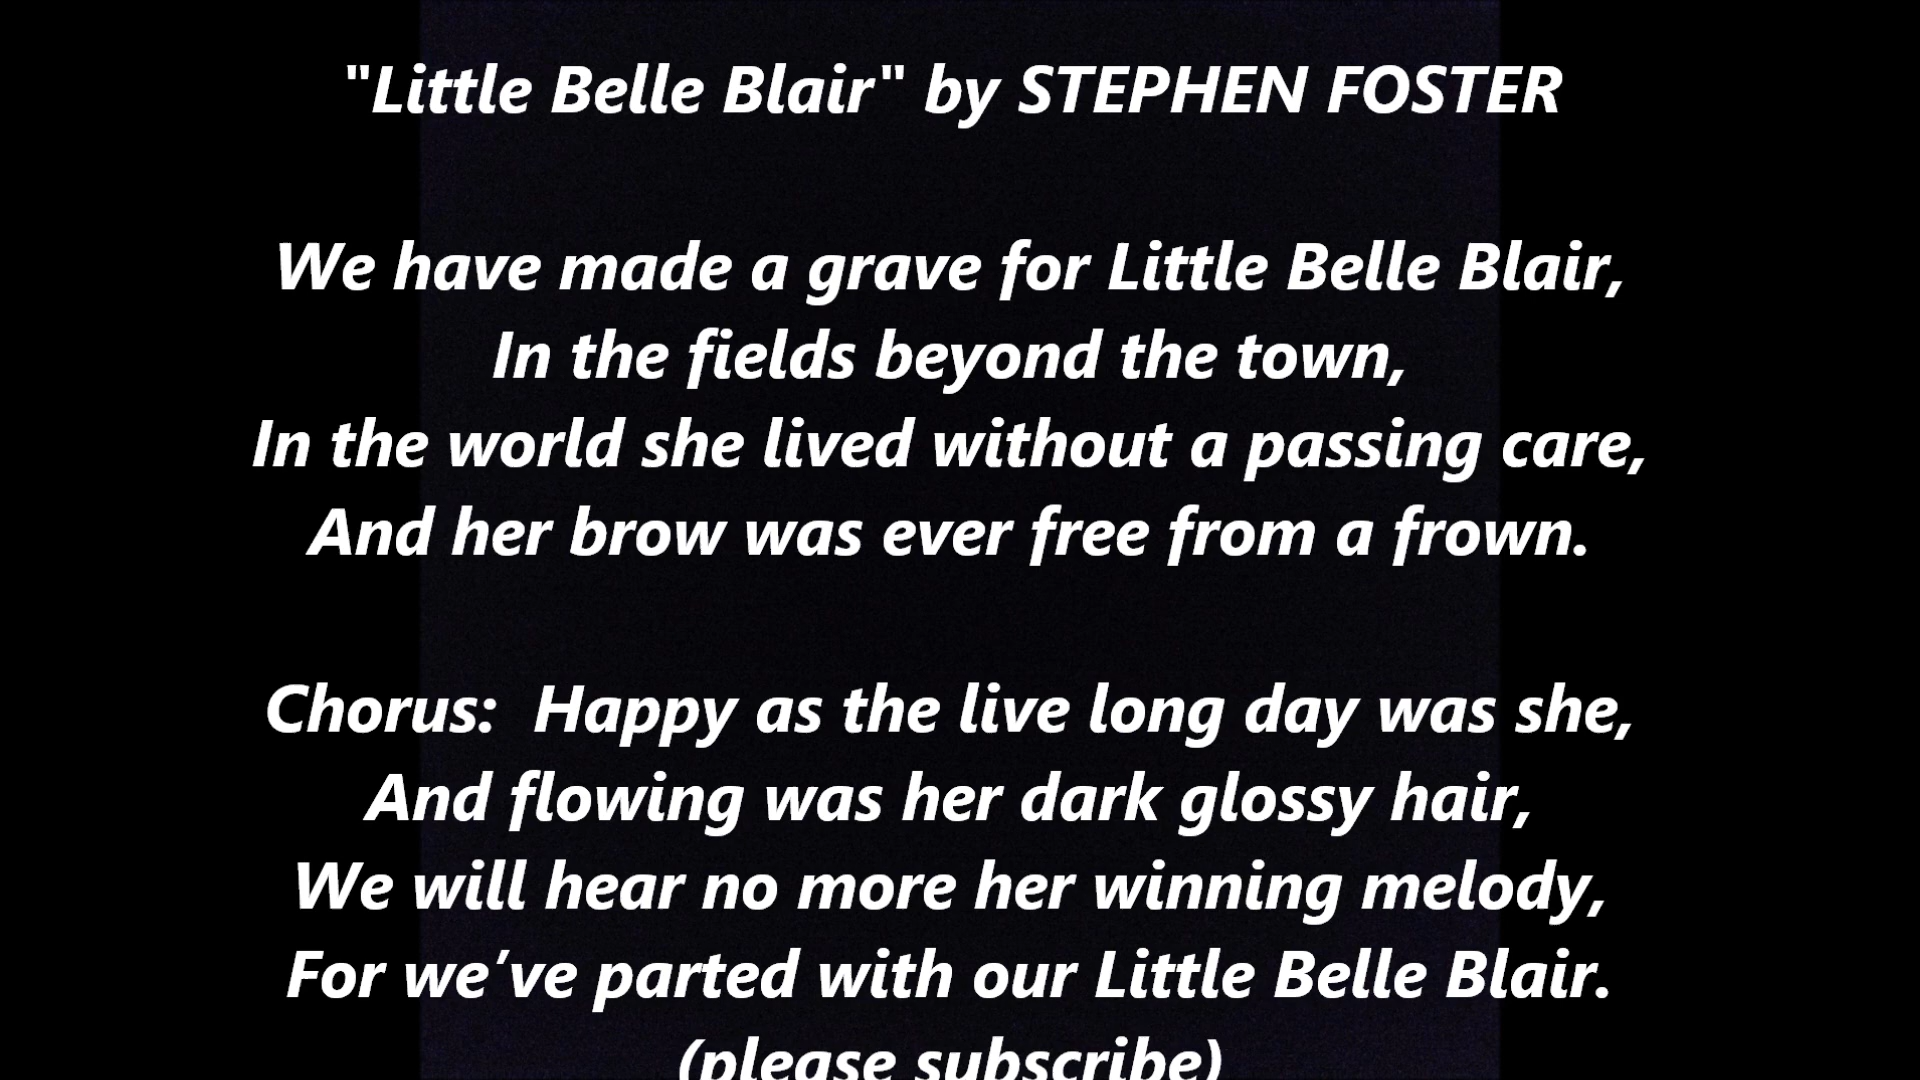 "Little Belle Blair" by STEPHEN FOSTER
We have made a grave for Little Belle Blair,
In the fields beyond the town,
In the world she lived without a passing care,
And her brow was ever free from a frown.
Chorus:  Happy as the live long day was she,
And flowing was her dark glossy hair,
We will hear no more her winning melody,
For we’ve parted with our Little Belle Blair.
(please subscribe)